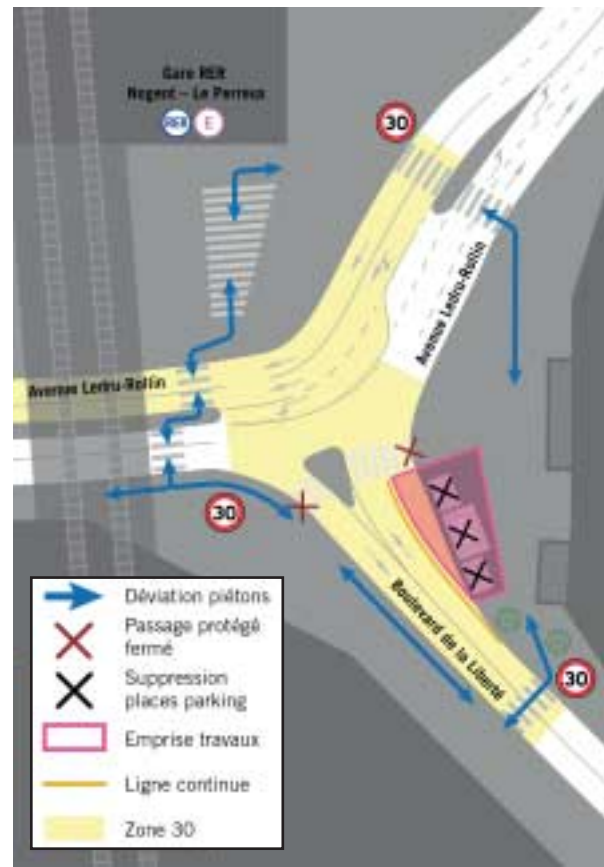 Gare RER
Nogent – Le Perreux
RER E
30
Avenue Ledru-Rollin
Avenue Ledru-Rollin
30
Boulevard de la Liberté
30
Déviation piétons
Passage protégé
fermé
Suppression
places parking
Emprise travaux
Ligne continue
Zone 30